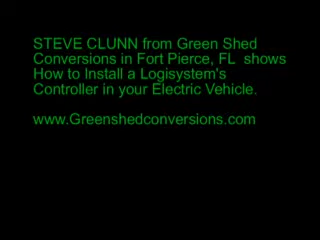 STEVE CLUNN from Green Shed
Conversions in Fort Pierce, FL  shows
How to Install a Logisystem's
Controller in your Electric Vehicle.
www.Greenshedconversions.com